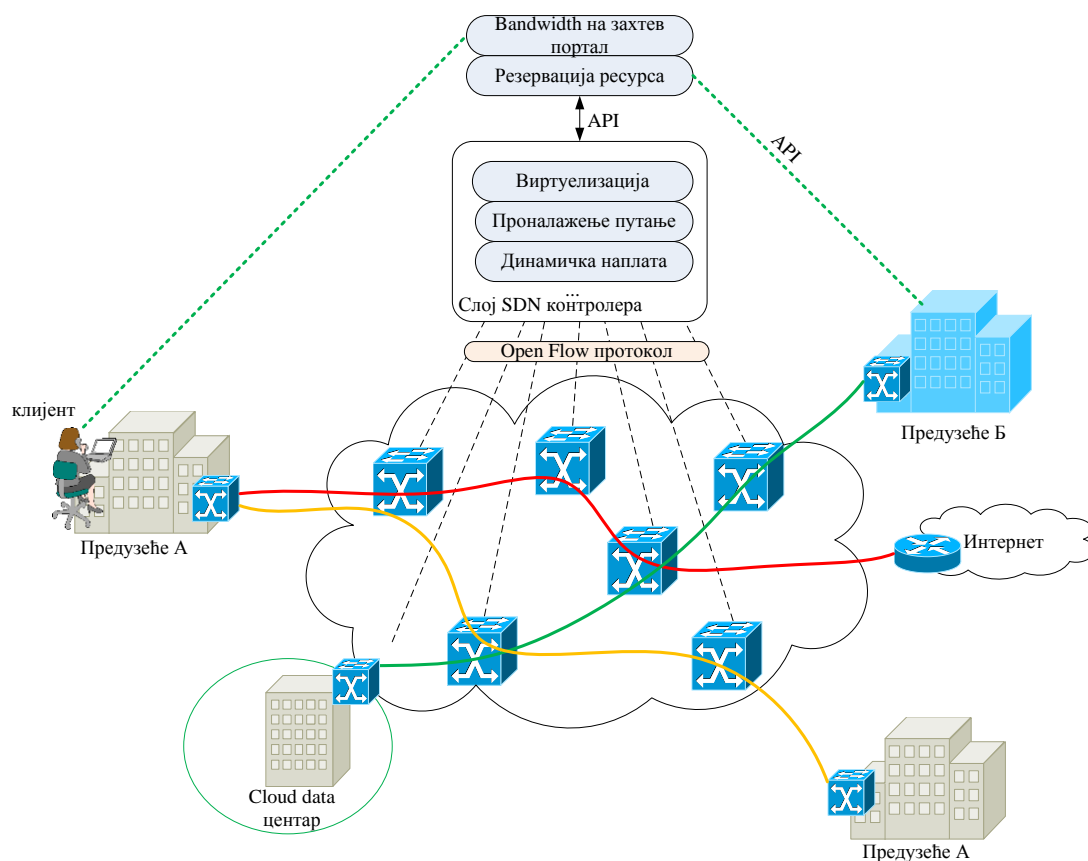 Bandwidth на захтев
портал
Резервација ресурса
API
API
Виртуелизација
Проналажење путање
Динамичка наплата
...
Слој SDN контролера
Open Flow протокол
клијент
Предузеће Б
Предузеће А
Интернет
Cloud data
центар
Предузеће А